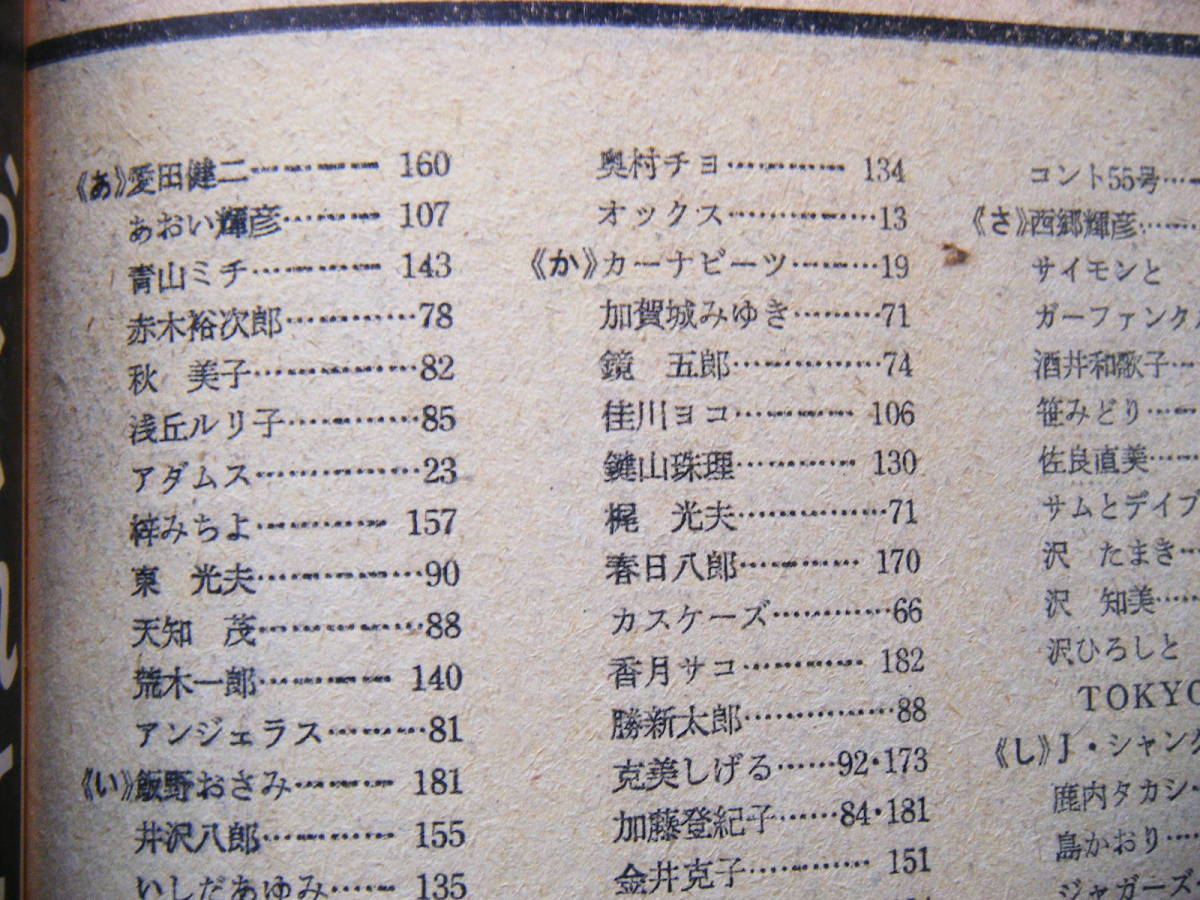 《あ》愛田健二………… 160
あおい輝彦………… 107
青山ミチ………… 143
赤木裕次郎…………78
秋　美子…………82
浅丘ルリ子…………85
アダムス…………23
梓みちよ………… 157
東　光夫…………90
天知　茂…………88
荒木一郎………… 140
アンジェラス………81
《い》飯野おさみ……… 181
井沢八郎………… 155
いしだあゆみ…… 135
奥村チヨ………… 134
オックス…………13
《か》カーナビーツ………19
加賀城みゆき………71
鏡　五郎…………74
佳川ヨコ………… 106
鍵山珠理………… 130
梶　光夫…………71
春日八郎………… 170
カスケーズ…………66
香月サコ………… 182
勝新太郎…………88
克美しげる……92・173
加藤登紀子……84・181
金井克子………… 151
コント55号……
《さ》西郷輝彦……
サイモンと
ガーファンク
酒井和歌子…
笹みどり……
佐良直美……
サムとデイブ
沢　たまき…
沢　知美……
沢ひろしと
TOKYO
《し》J・シャング
鹿内タカシ…
島かおり……
ジャガーズ…